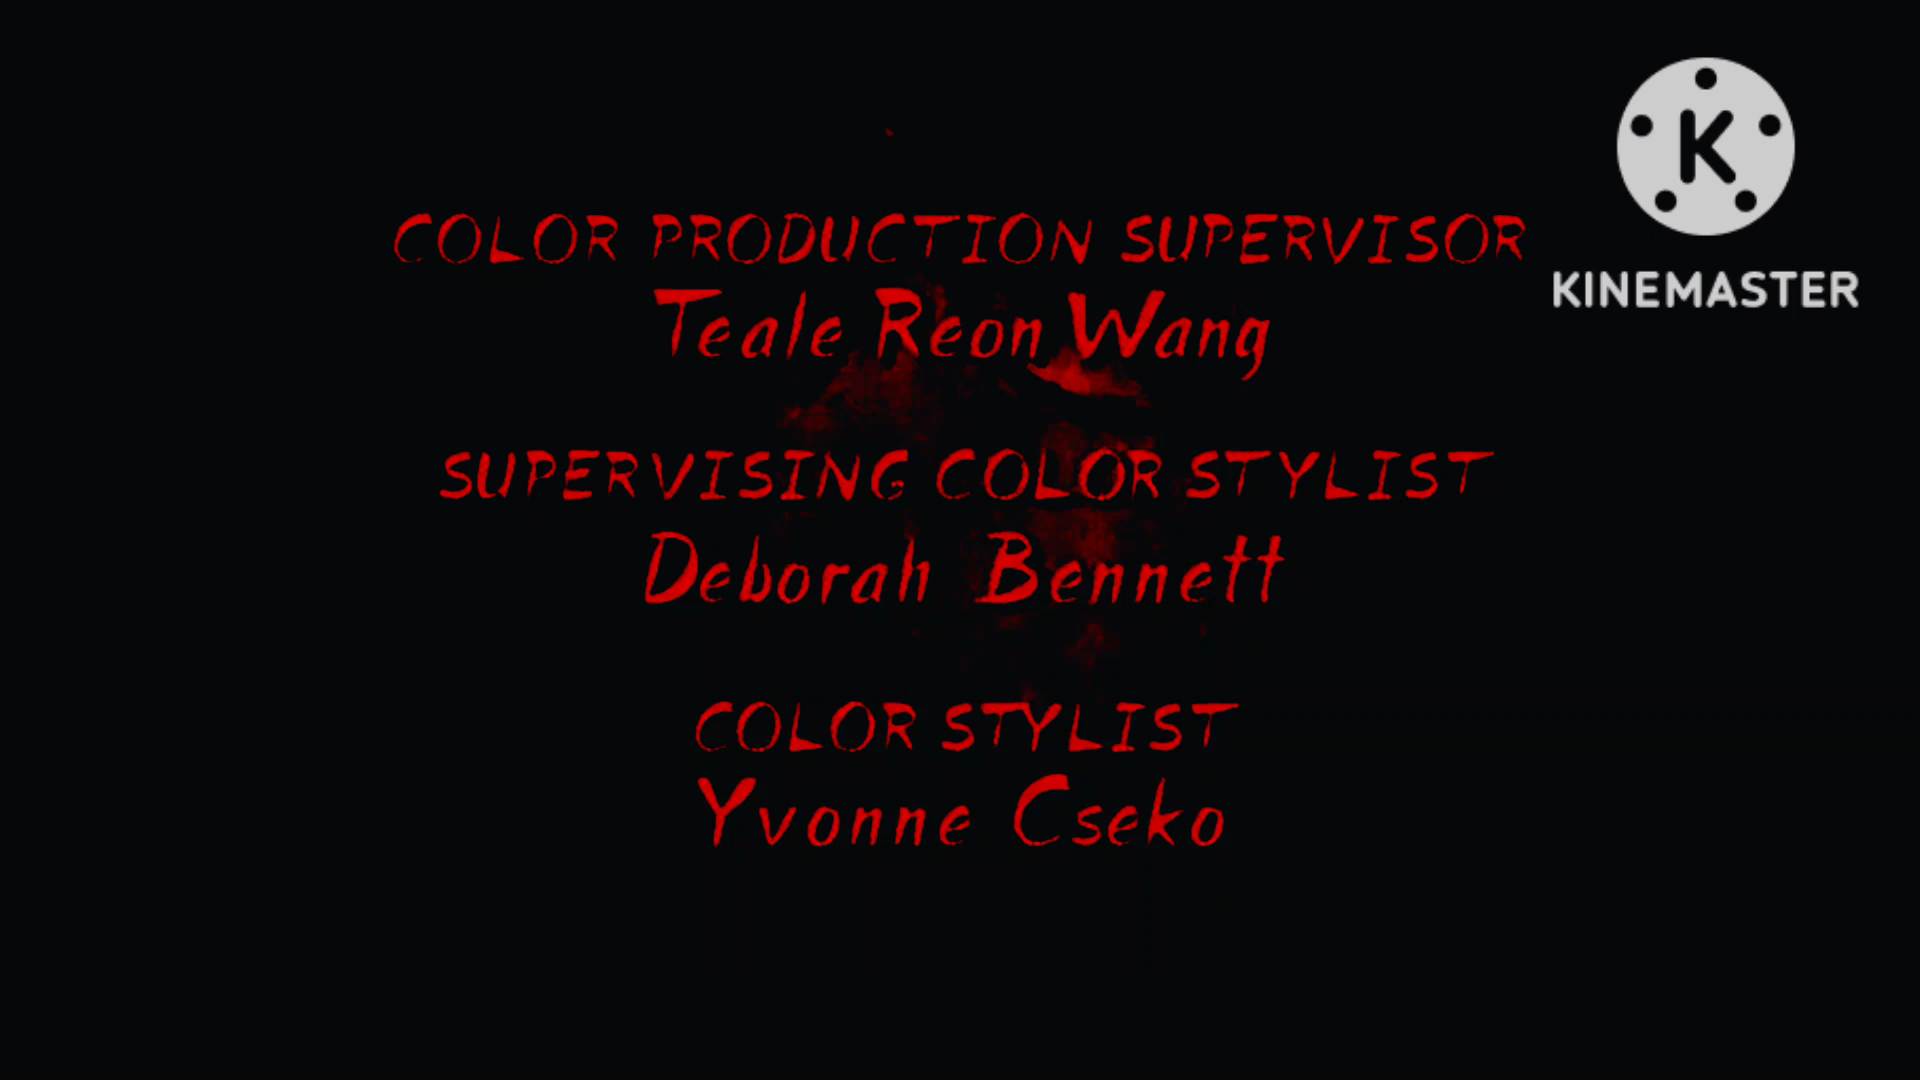 COLOR PRODUCTION SUPERVISOR
Teale Reon Wang
SUPERVISING COLOR STYLIST
Deborah Bennett
COLOR STYLIST
Yvonne Cseko
K
KINEMASTER